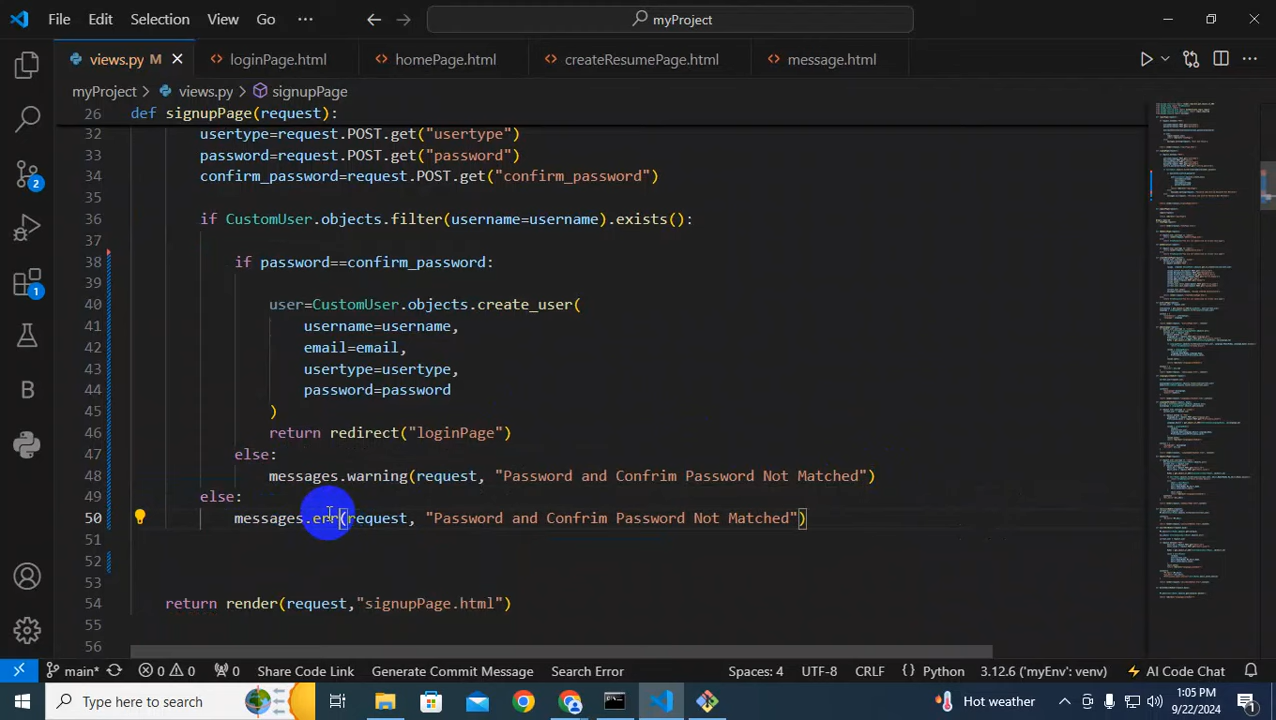 File Edit Selection View Go ··· myProject
views.py M loginPage.html homePage.html createResumePage.html message.html
myProject > views.py > signupPage
26 def signupPage(request):
32 usertype=request.POST.get("usertype")
33 password=request.POST.get("password")
34 confirm_password=request.POST.get("confirm_password")
35
36 if CustomUser.objects.filter(username=username).exists():
37
38 if password==confirm_password:
39
40 user=CustomUser.objects.create_user(
41 username=username,
42 email=email,
43 usertype=usertype,
44 password=password
45 )
46 return redirect("loginPage")
47 else:
48 messages.warning(request, "Password and Confrim Password Not Matched")
49 else:
50 messages.err(request, "Password and Confrim Password Not Matched")
51
52
53
54 return render(request,"signupPage.html")
55
56
main* 0 0 0 Share Code Link Generate Commit Message Search Error Spaces: 4 UTF-8 CRLF Python 3.12.6 ('myEnv': venv) AI Code Chat
Type here to search Hot weather 1:05 PM
9/22/2024
2
1